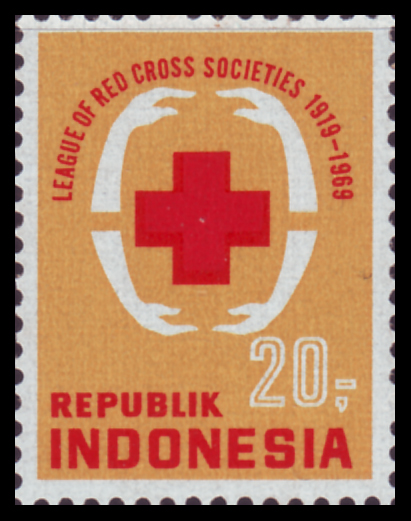 LEAGUE OF RED CROSS SOCIETIES 1919-1969
20,-
REPUBLIK
INDONESIA